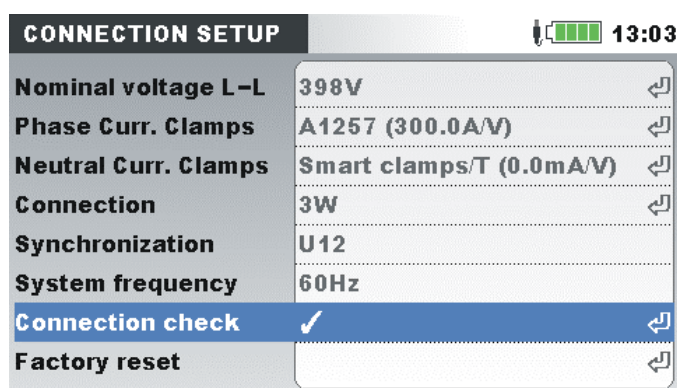 CONNECTION SETUP 13:03
Nominal voltage L-L 398V
Phase Curr. Clamps A1257 (300.0A/V)
Neutral Curr. Clamps Smart clamps/T (0.0mA/V)
Connection 3W
Synchronization U12
System frequency 60Hz
Connection check ✓
Factory reset